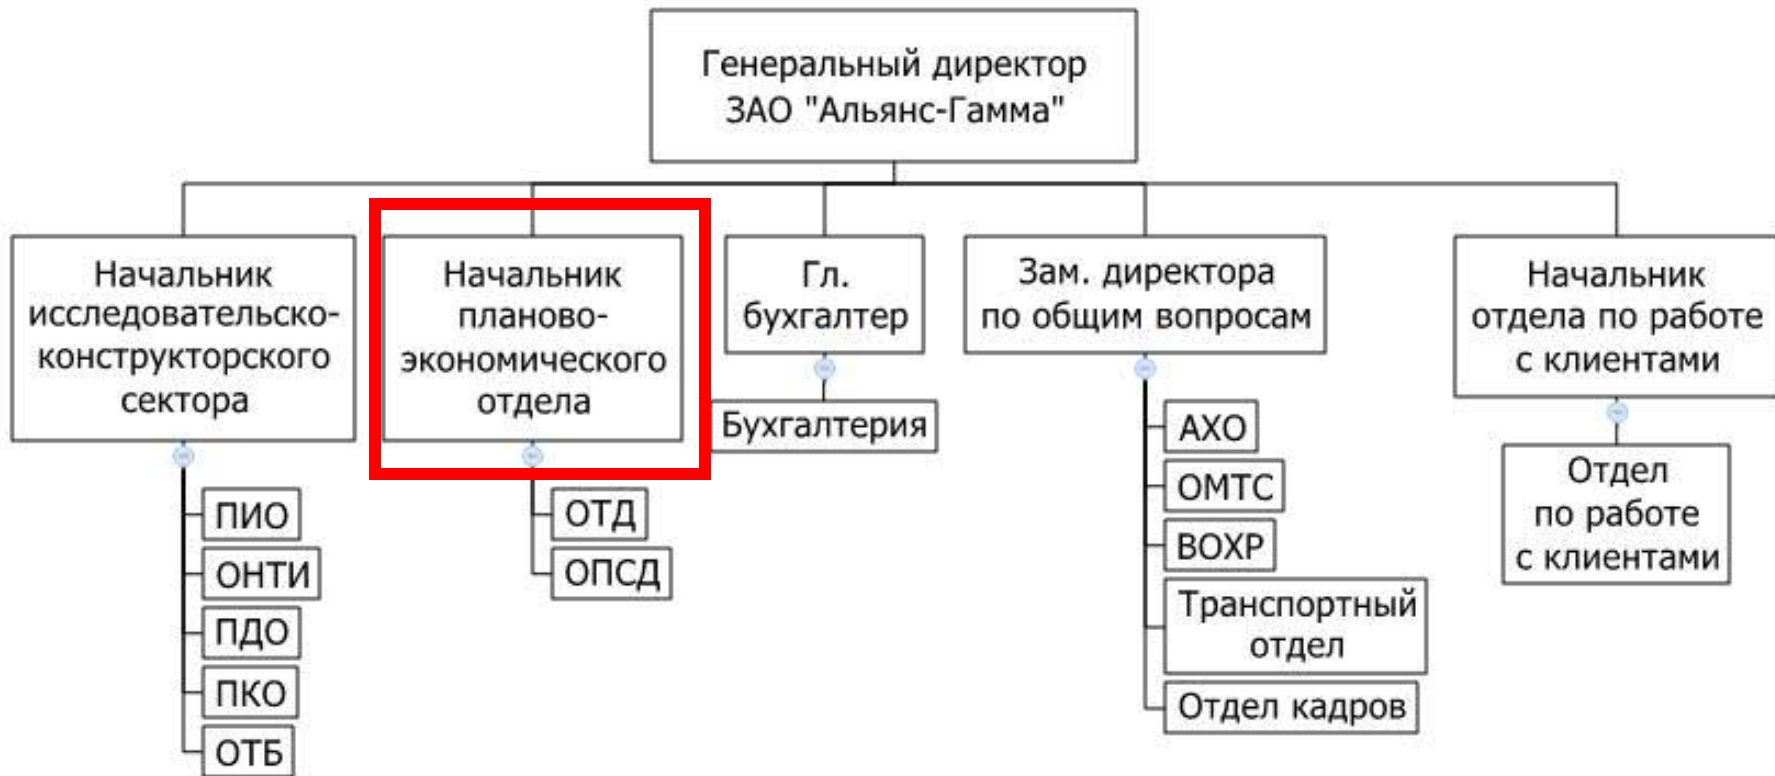 Генеральный директор
ЗАО "Альянс-Гамма"
Начальник
исследовательско-
конструкторского
сектора
ПИО
ОНТИ
ПДО
ПКО
ОТБ
Начальник
планово-
экономического
отдела
ОТД
ОПСД
Гл.
бухгалтер
Бухгалтерия
Зам. директора
по общим вопросам
АХО
ОМТС
ВОХР
Транспортный
отдел
Отдел кадров
Начальник
отдела по работе
с клиентами
Отдел
по работе
с клиентами